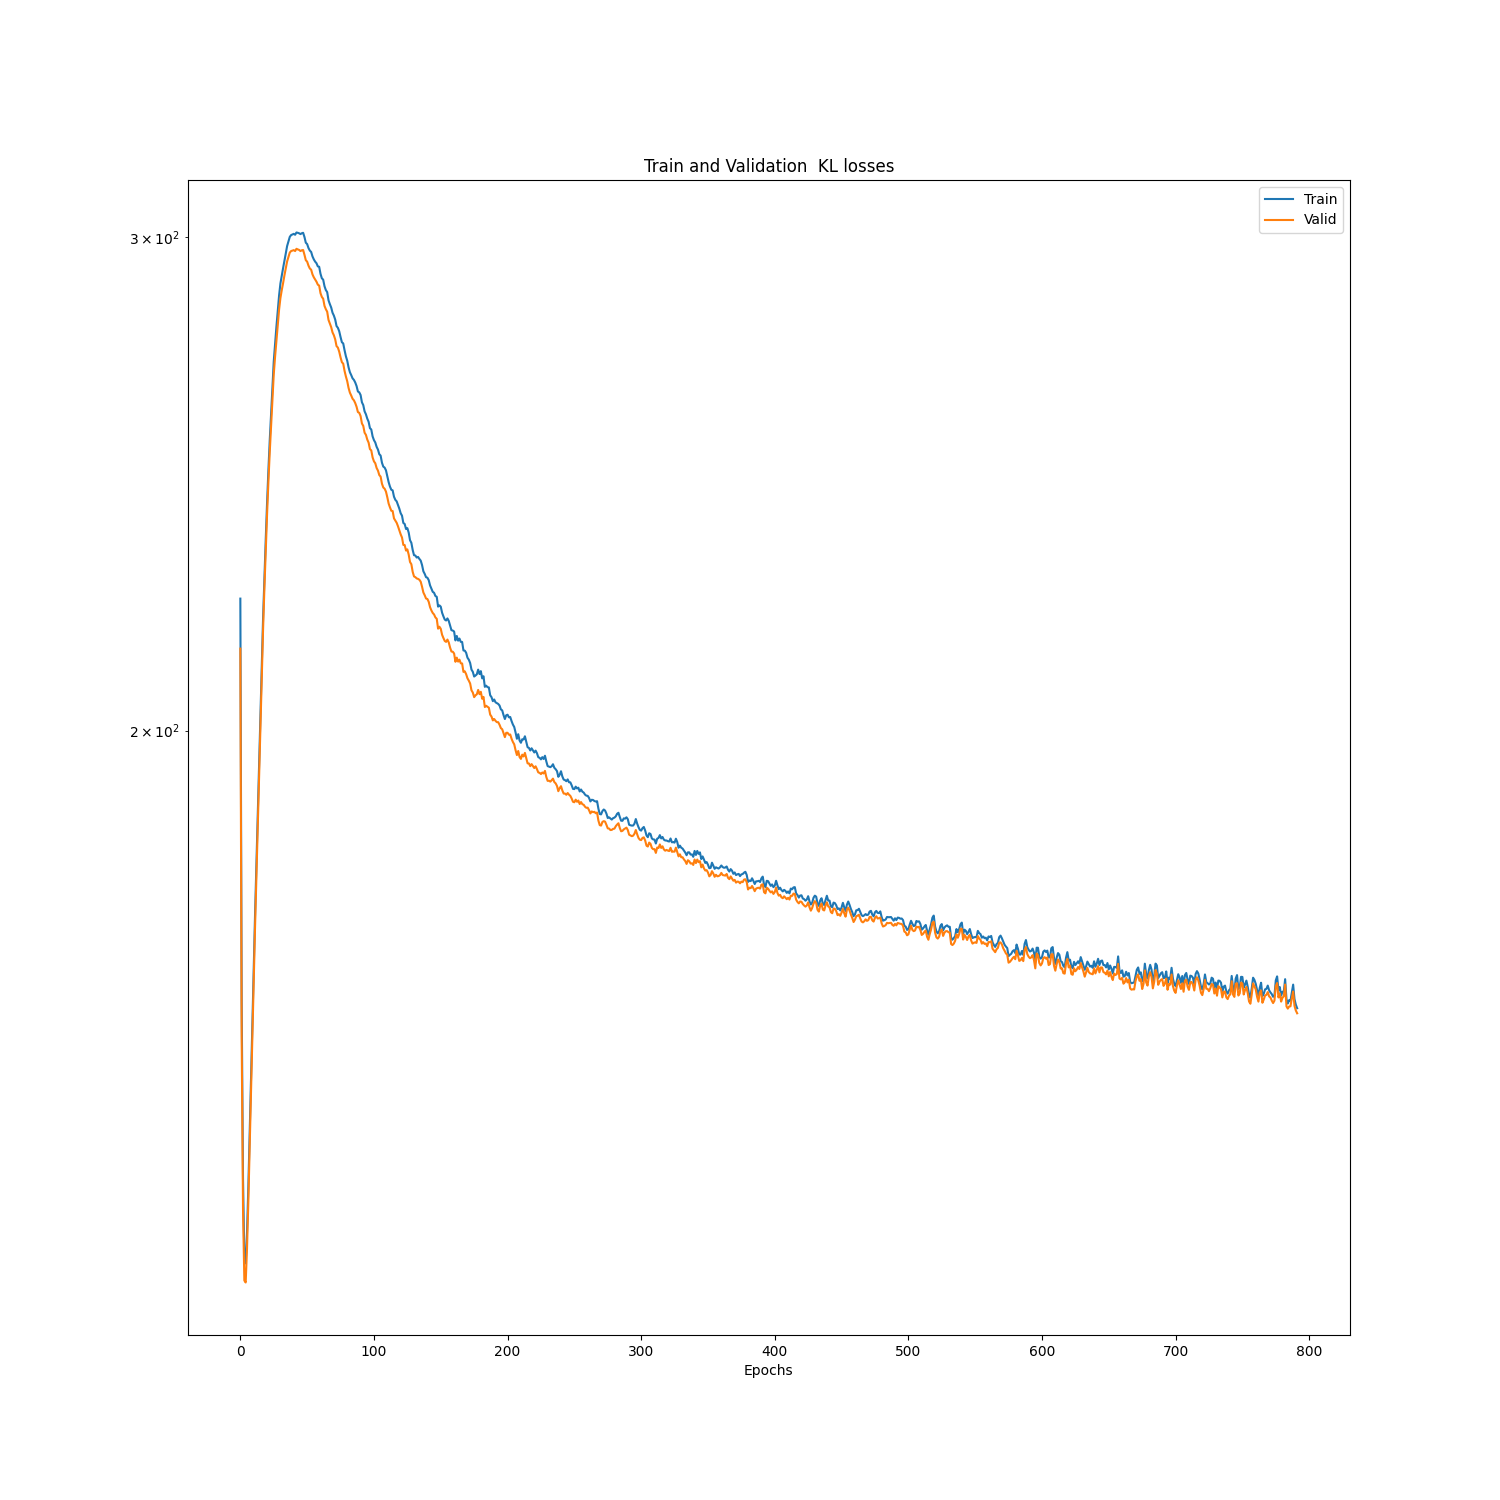 Train and Validation  KL losses
Train
Valid
3 × 10²
2 × 10²
0 100 200 300 400 500 600 700 800
Epochs